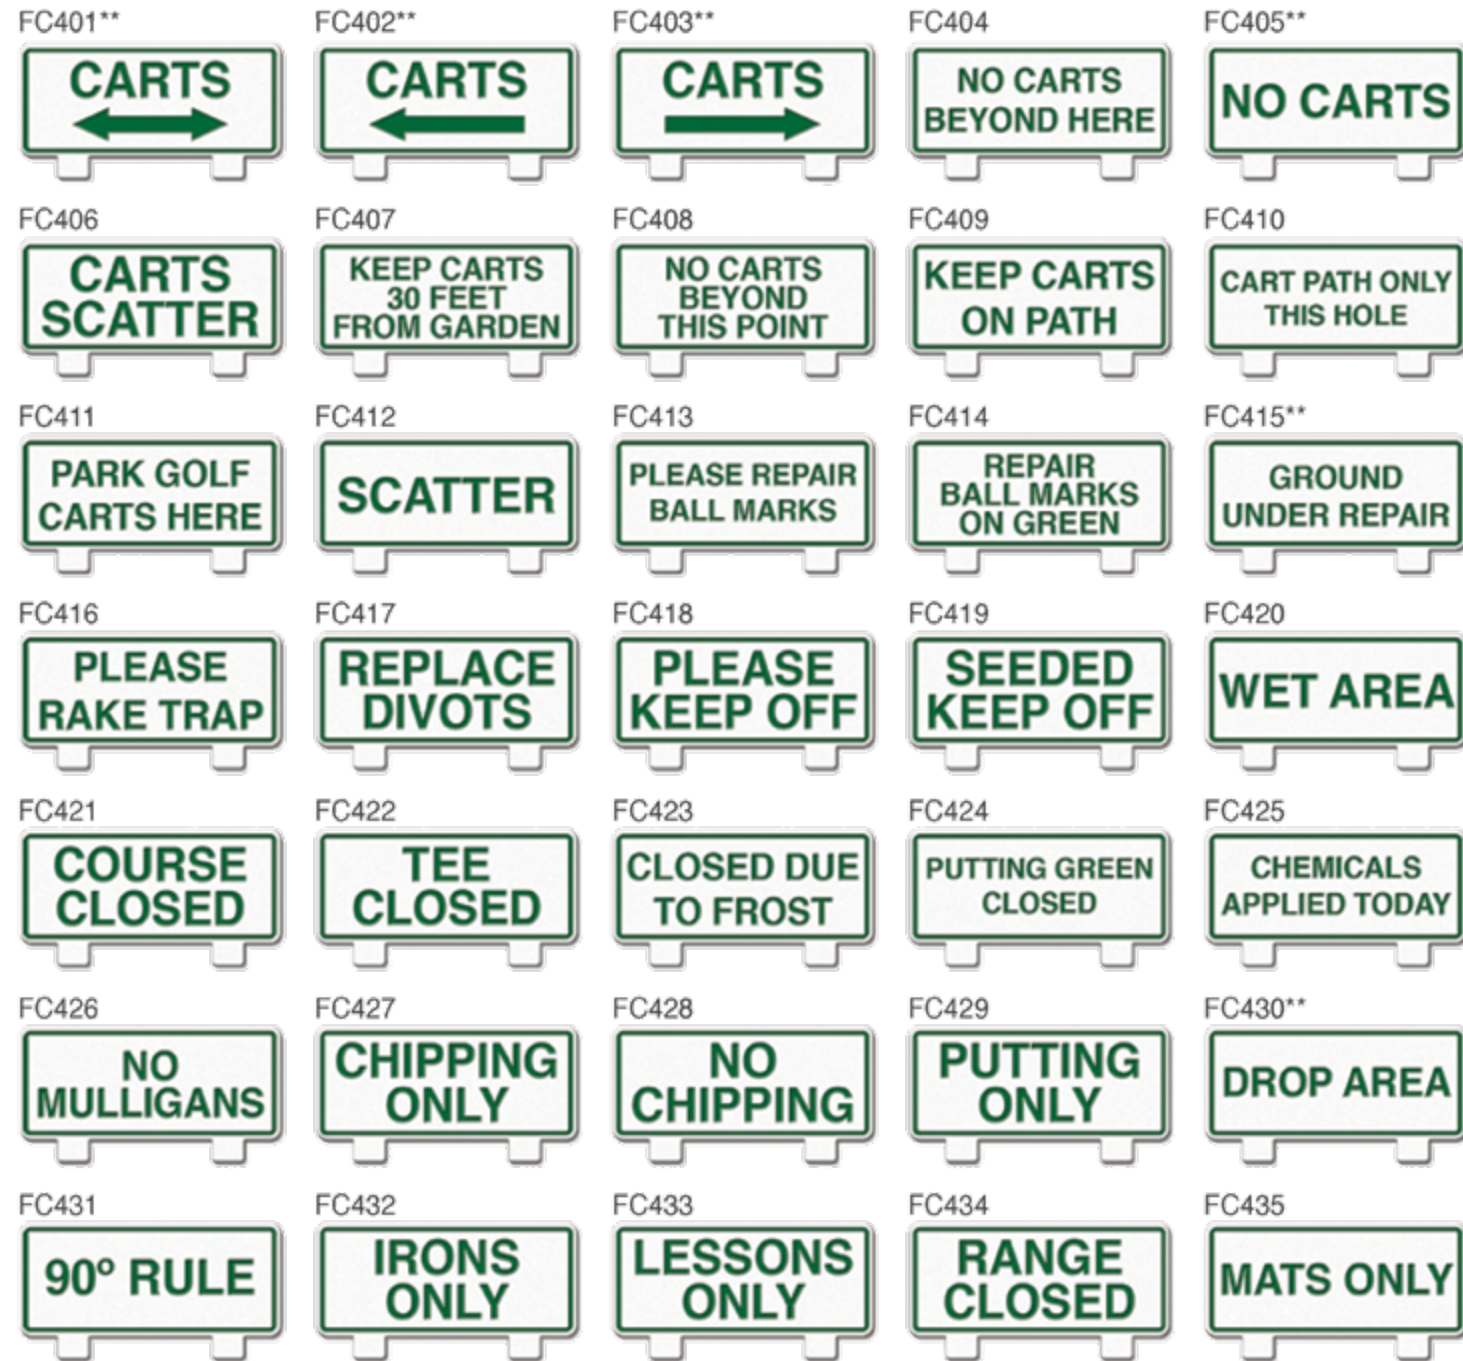 FC401** FC402** FC403** FC404 FC405**
CARTS
CARTS
CARTS
NO CARTS
BEYOND HERE
NO CARTS
FC406 FC407 FC408 FC409 FC410
CARTS
SCATTER
KEEP CARTS
30 FEET
FROM GARDEN
NO CARTS
BEYOND
THIS POINT
KEEP CARTS
ON PATH
CART PATH ONLY
THIS HOLE
FC411 FC412 FC413 FC414 FC415**
PARK GOLF
CARTS HERE
SCATTER
PLEASE REPAIR
BALL MARKS
REPAIR
BALL MARKS
ON GREEN
GROUND
UNDER REPAIR
FC416 FC417 FC418 FC419 FC420
PLEASE
RAKE TRAP
REPLACE
DIVOTS
PLEASE
KEEP OFF
SEEDED
KEEP OFF
WET AREA
FC421 FC422 FC423 FC424 FC425
COURSE
CLOSED
TEE
CLOSED
CLOSED DUE
TO FROST
PUTTING GREEN
CLOSED
CHEMICALS
APPLIED TODAY
FC426 FC427 FC428 FC429 FC430**
NO
MULLIGANS
CHIPPING
ONLY
NO
CHIPPING
PUTTING
ONLY
DROP AREA
FC431 FC432 FC433 FC434 FC435
90º RULE
IRONS
ONLY
LESSONS
ONLY
RANGE
CLOSED
MATS ONLY